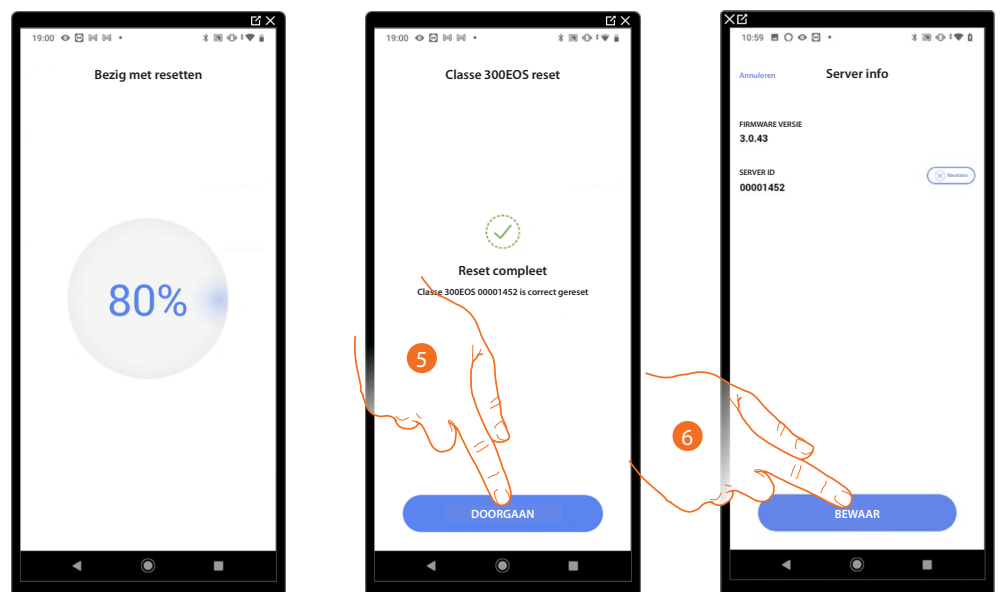 19:00
Bezig met resetten
80%
19:00
Classe 300EOS reset
Reset compleet
Classe 300EOS 00001452 is correct gereset
5
DOORGAAN
10:59
Annuleren
Server info
FIRMWARE VERSIE
3.0.43
SERVER ID
00001452
Resetten
6
BEWAAR